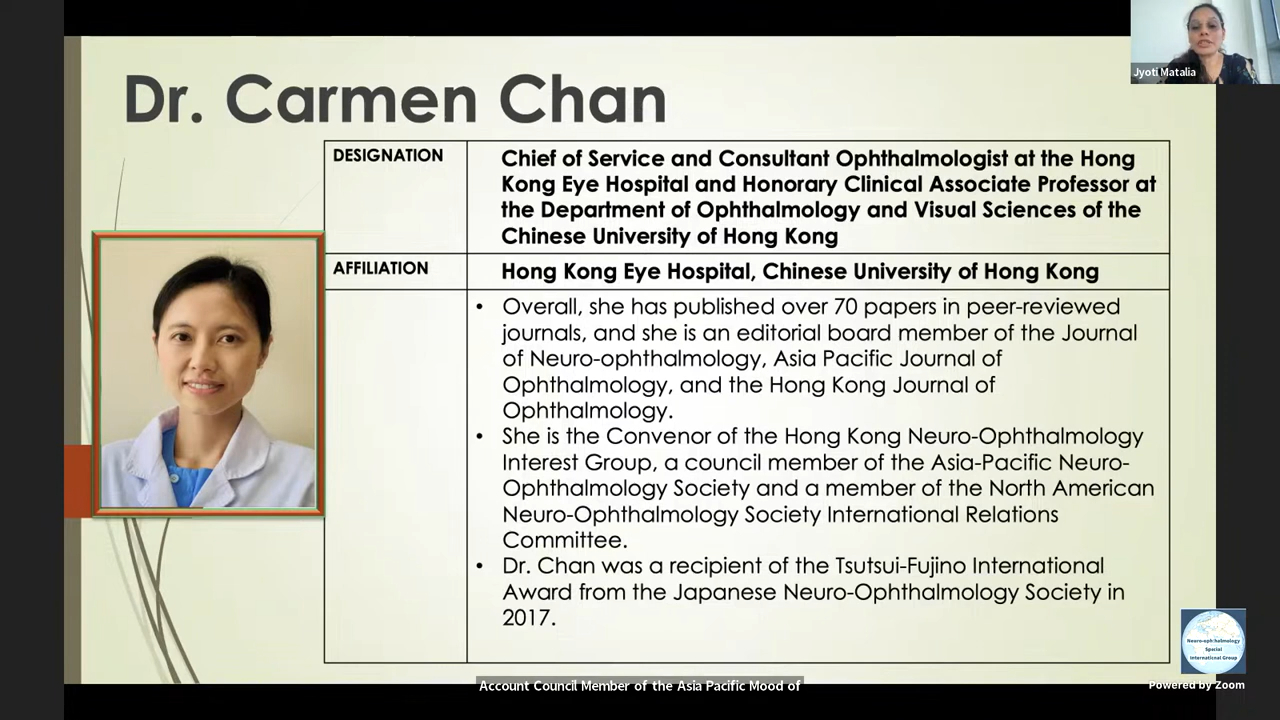 Dr. Carmen Chan
Jyoti Matalia
DESIGNATION
Chief of Service and Consultant Ophthalmologist at the Hong
Kong Eye Hospital and Honorary Clinical Associate Professor at
the Department of Ophthalmology and Visual Sciences of the
Chinese University of Hong Kong
AFFILIATION
Hong Kong Eye Hospital, Chinese University of Hong Kong
• Overall, she has published over 70 papers in peer-reviewed
journals, and she is an editorial board member of the Journal
of Neuro-ophthalmology, Asia Pacific Journal of
Ophthalmology, and the Hong Kong Journal of
Ophthalmology.
• She is the Convenor of the Hong Kong Neuro-Ophthalmology
Interest Group, a council member of the Asia-Pacific Neuro-
Ophthalmology Society and a member of the North American
Neuro-Ophthalmology Society International Relations
Committee.
• Dr. Chan was a recipient of the Tsutsui-Fujino International
Award from the Japanese Neuro-Ophthalmology Society in
2017.
Neuro-ophthalmology
Special
International Group
Account Council Member of the Asia Pacific Mood of
Powered by Zoom